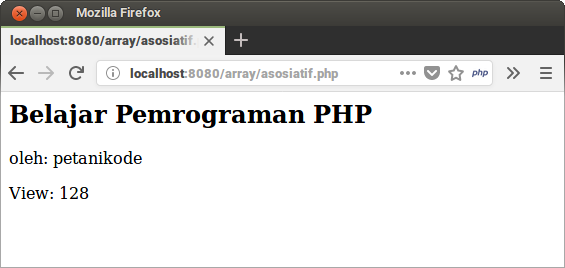 Mozilla Firefox
localhost:8080/array/asosiatif.
localhost:8080/array/asosiatif.php
php
Belajar Pemrograman PHP
oleh: petanikode
View: 128